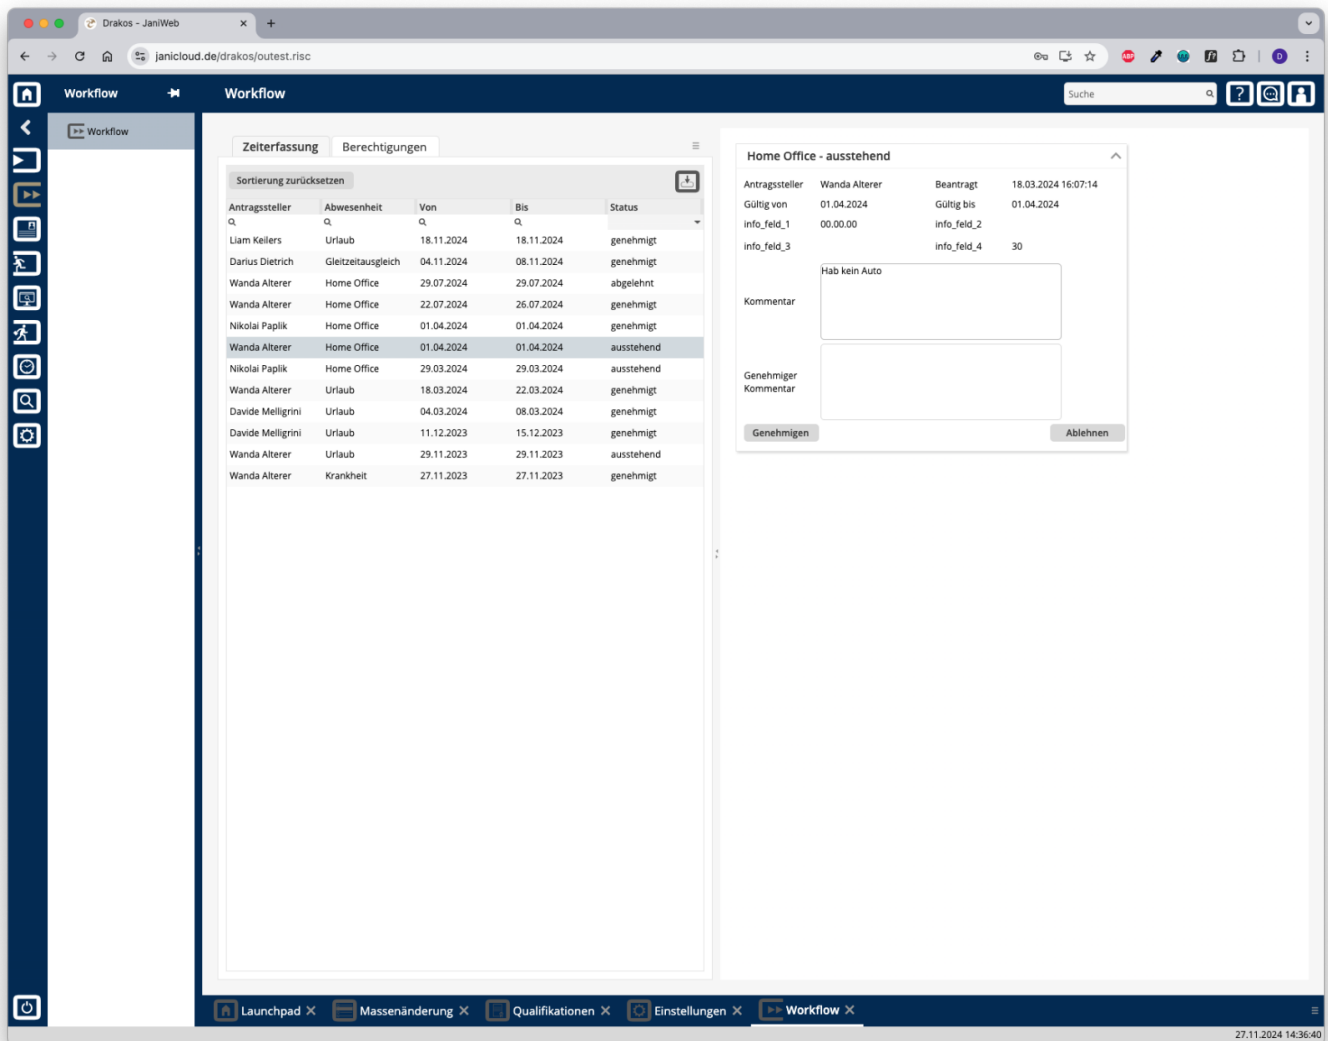 Drakos - JaniWeb
janicloud.de/drakos/outest.risc
ABP
D
Workflow
Workflow
Suche
Workflow
Zeiterfassung Berechtigungen
Sortierung zurücksetzen
Antragssteller Abwesenheit Von Bis Status
Liam Keilers Urlaub 18.11.2024 18.11.2024 genehmigt
Darius Dietrich Gleitzeitausgleich 04.11.2024 08.11.2024 genehmigt
Wanda Alterer Home Office 29.07.2024 29.07.2024 abgelehnt
Wanda Alterer Home Office 22.07.2024 26.07.2024 genehmigt
Nikolai Paplik Home Office 01.04.2024 01.04.2024 genehmigt
Wanda Alterer Home Office 01.04.2024 01.04.2024 ausstehend
Nikolai Paplik Home Office 29.03.2024 29.03.2024 ausstehend
Wanda Alterer Urlaub 18.03.2024 22.03.2024 genehmigt
Davide Melligrini Urlaub 04.03.2024 08.03.2024 genehmigt
Davide Melligrini Urlaub 11.12.2023 15.12.2023 genehmigt
Wanda Alterer Urlaub 29.11.2023 29.11.2023 ausstehend
Wanda Alterer Krankheit 27.11.2023 27.11.2023 genehmigt
Home Office - ausstehend
Antragssteller Wanda Alterer Beantragt 18.03.2024 16:07:14
Gültig von 01.04.2024 Gültig bis 01.04.2024
info_feld_1 00.00.00 info_feld_2
info_feld_3 info_feld_4 30
Hab kein Auto
Kommentar
Genehmiger
Kommentar
Genehmigen Ablehnen
Launchpad Massenänderung Qualifikationen Einstellungen Workflow
27.11.2024 14:36:40